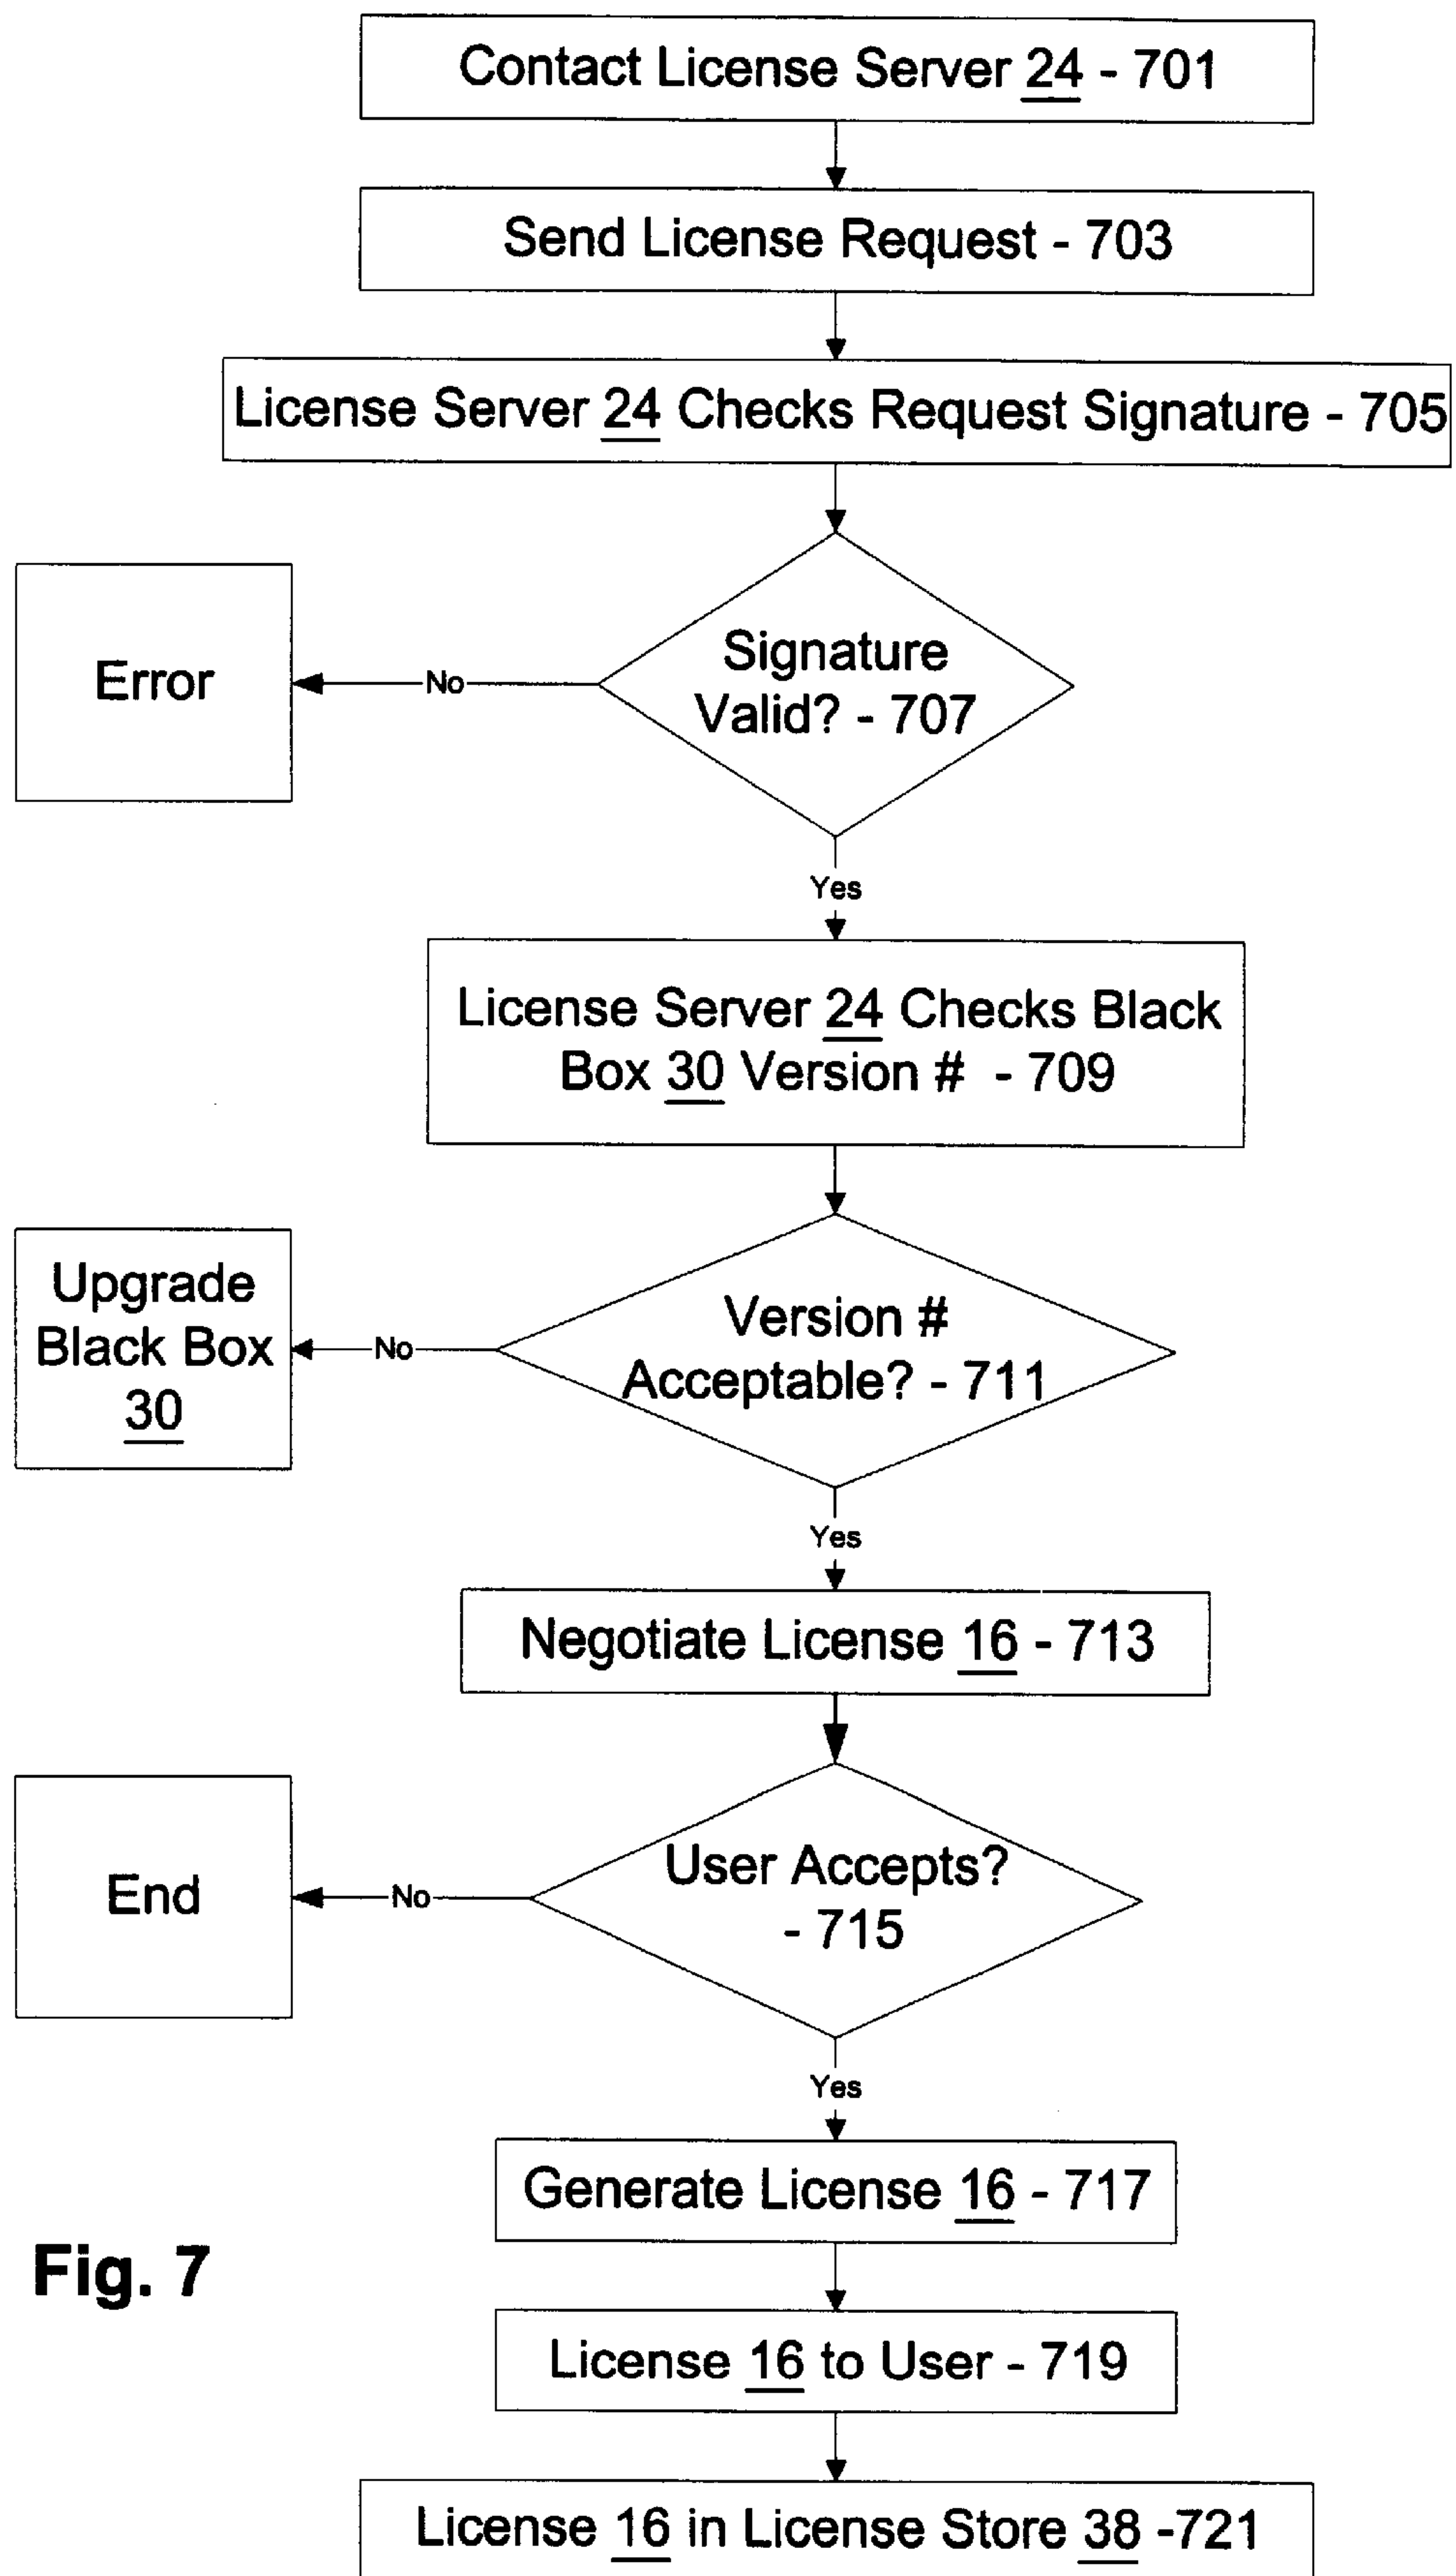 Contact License Server 24 - 701
Send License Request - 703
License Server 24 Checks Request Signature - 705
Signature
Valid? - 707
No
Error
Yes
License Server 24 Checks Black
Box 30 Version # - 709
Version #
Acceptable? - 711
No
Upgrade
Black Box
30
Yes
Negotiate License 16 - 713
User Accepts?
- 715
No
End
Yes
Generate License 16 - 717
License 16 to User - 719
License 16 in License Store 38 -721
Fig. 7